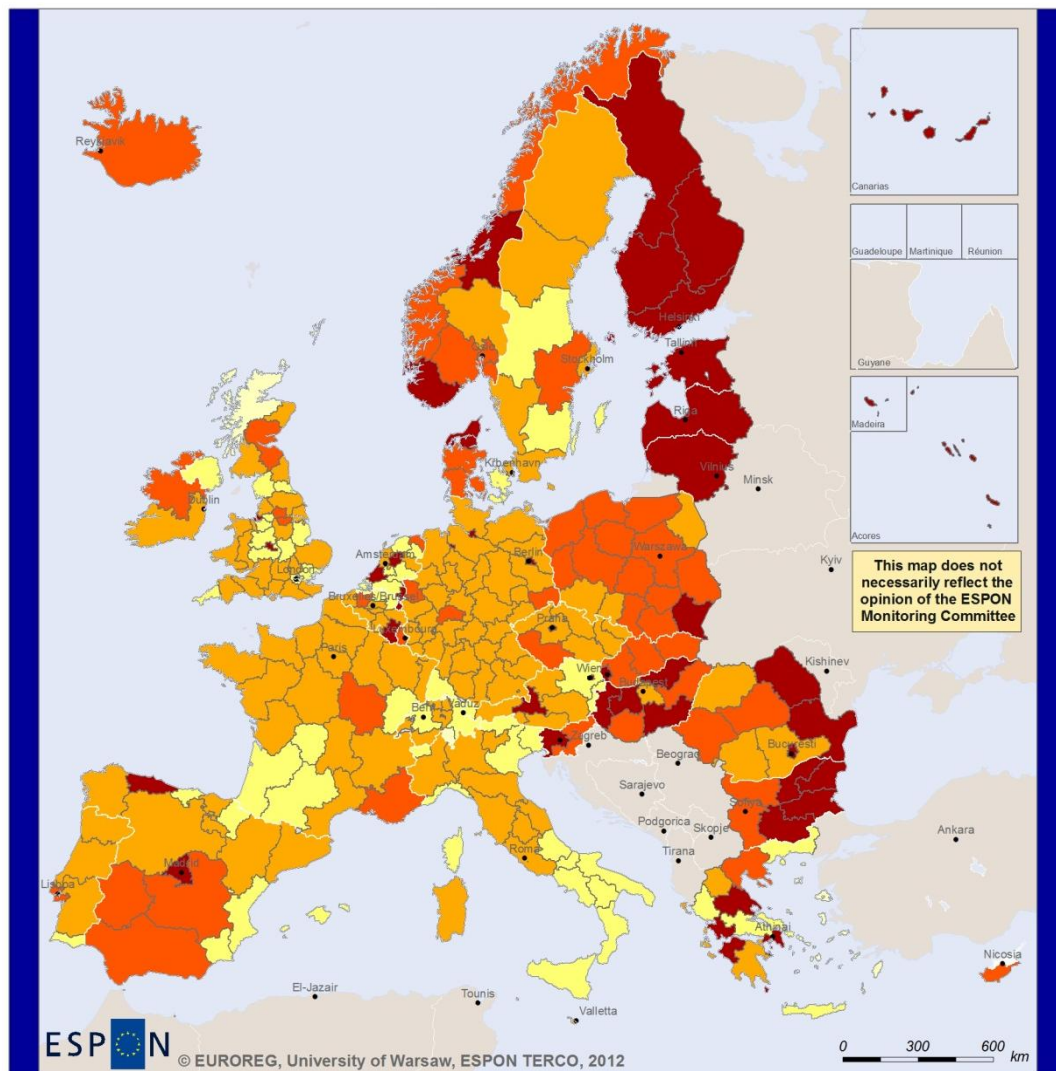 Canarias
Reykjavik
Guadeloupe Martinique Réunion
Helsinki
Tallinn
Guyane
Oslo
Stockholm
Riga
Madeira
København
Vilnius
Minsk
Dublin
Acores
Amsterdam
Berlin
Warszawa
London
Kyiv
This map does not
necessarily reflect the
opinion of the ESPON
Monitoring Committee
Bruxelles/Brussel
Praha
Luxembourg
Paris
Kishinev
Wien
Budapest
Bern
Vaduz
Zagreb
Bucuresti
Beograd
Sarajevo
Sofiya
Podgorica
Skopje
Ankara
Roma
Tirana
Madrid
Lisboa
Athinai
Nicosia
El-Jazair
Tounis
Valletta
ESPON
© EUROREG, University of Warsaw, ESPON TERCO, 2012
0 300 600 km